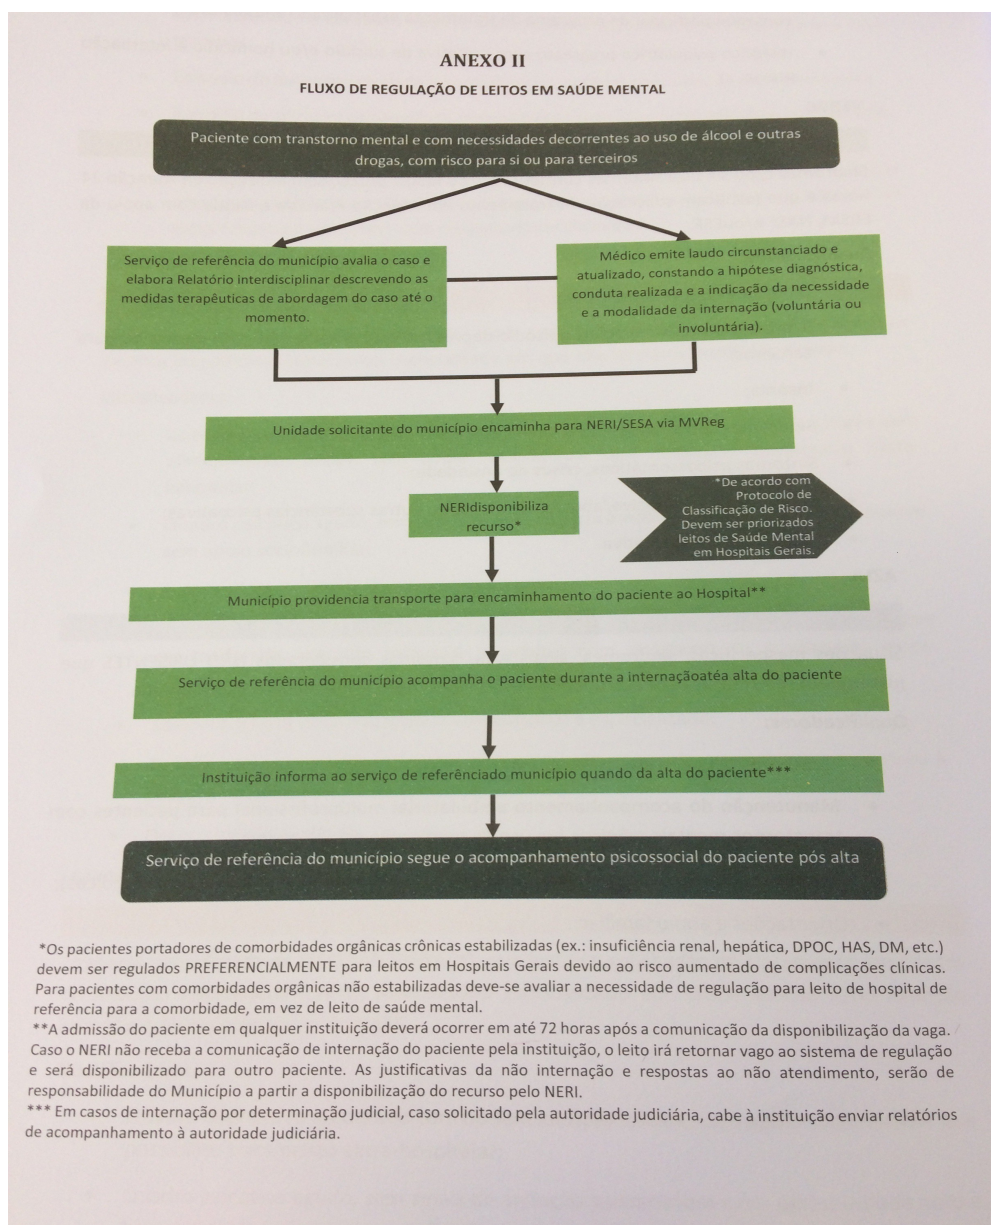 ANEXO II
FLUXO DE REGULAÇÃO DE LEITOS EM SAÚDE MENTAL
Paciente com transtorno mental e com necessidades decorrentes ao uso de álcool e outras
drogas, com risco para si ou para terceiros
Serviço de referência do município avalia o caso e
elabora Relatório interdisciplinar descrevendo as
medidas terapêuticas de abordagem do caso até o
momento.
Médico emite laudo circunstanciado e
atualizado, constando a hipótese diagnóstica,
conduta realizada e a indicação da necessidade
e a modalidade da internação (voluntária ou
involuntária).
Unidade solicitante do município encaminha para NERI/SESA via MVReg
NERIdisponibiliza
recurso*
*De acordo com
Protocolo de
Classificação de Risco.
Devem ser priorizados
leitos de Saúde Mental
em Hospitais Gerais.
Município providencia transporte para encaminhamento do paciente ao Hospital**
Serviço de referência do município acompanha o paciente durante a internaçãoatéa alta do paciente
Instituição informa ao serviço de referênciado município quando da alta do paciente***
Serviço de referência do município segue o acompanhamento psicossocial do paciente pós alta
*Os pacientes portadores de comorbidades orgânicas crônicas estabilizadas (ex.: insuficiência renal, hepática, DPOC, HAS, DM, etc.)
devem ser regulados PREFERENCIALMENTE para leitos em Hospitais Gerais devido ao risco aumentado de complicações clínicas.
Para pacientes com comorbidades orgânicas não estabilizadas deve-se avaliar a necessidade de regulação para leito de hospital de
referência para a comorbidade, em vez de leito de saúde mental.
**A admissão do paciente em qualquer instituição deverá ocorrer em até 72 horas após a comunicação da disponibilização da vaga.
Caso o NERI não receba a comunicação de internação do paciente pela instituição, o leito irá retornar vago ao sistema de regulação
e será disponibilizado para outro paciente. As justificativas da não internação e respostas ao não atendimento, serão de
responsabilidade do Município a partir a disponibilização do recurso pelo NERI.
*** Em casos de internação por determinação judicial, caso solicitado pela autoridade judiciária, cabe à instituição enviar relatórios
de acompanhamento à autoridade judiciária.